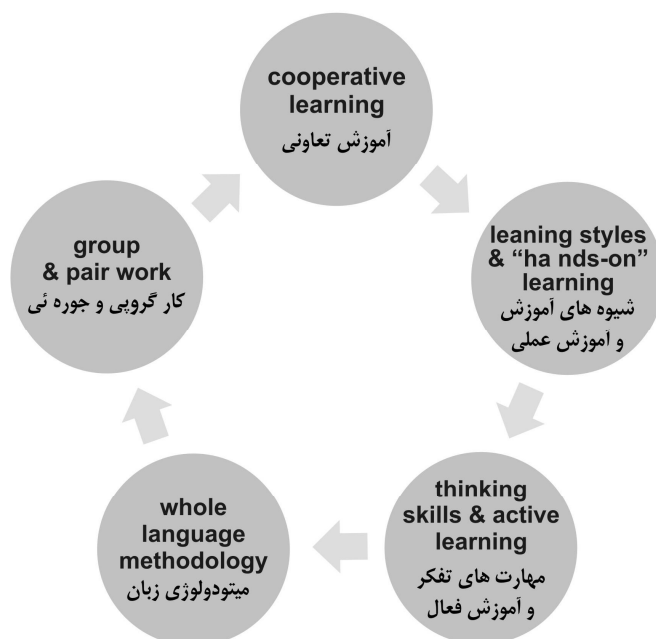 cooperative
learning
آموزش تعاونی
leaning styles
& “ha nds-on”
learning
شیوه های آموزش
و آموزش عملی
thinking
skills & active
learning
مهارت های تفکر
و آموزش فعال
whole
language
methodology
میتودولوژی زبان
group
& pair work
کار گروپی و جوره ئی